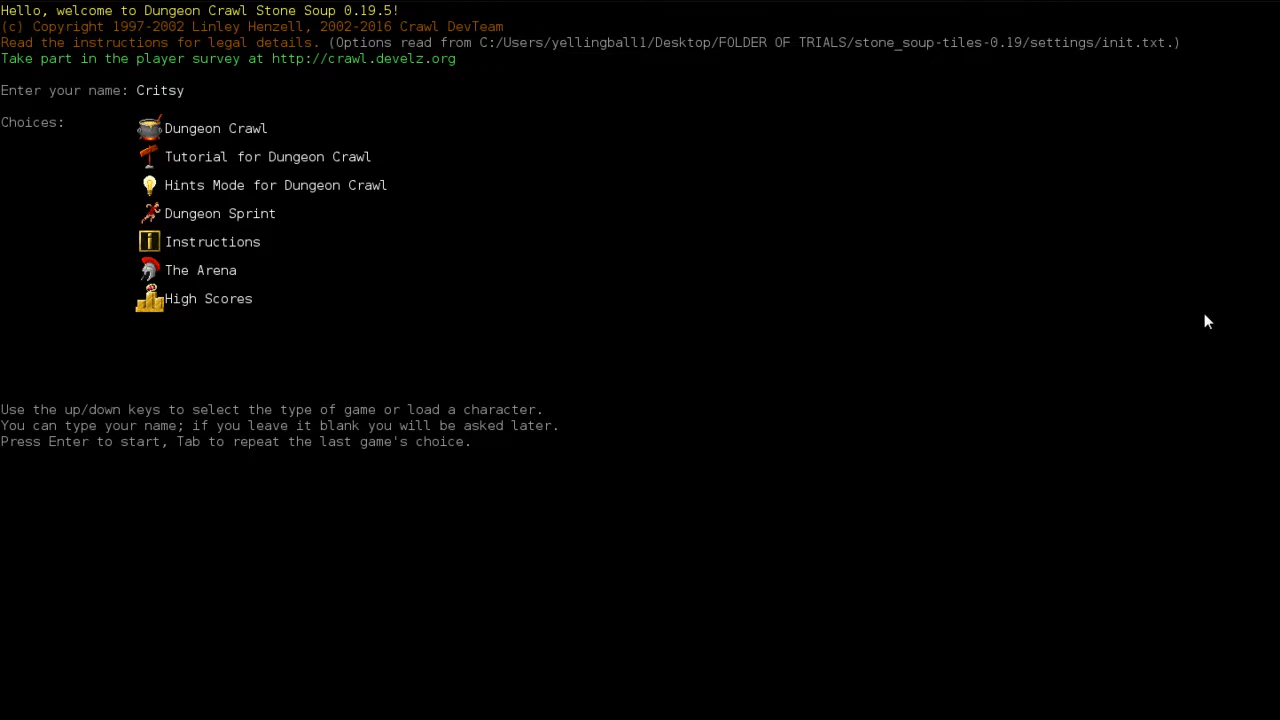 Hello, welcome to Dungeon Crawl Stone Soup 0.19.5!
(c) Copyright 1997-2002 Linley Henzell, 2002-2016 Crawl DevTeam
Read the instructions for legal details. (Options read from C:/Users/yellingball1/Desktop/FOLDER OF TRIALS/stone_soup-tiles-0.19/settings/init.txt.)
Take part in the player survey at http://crawl.develz.org
Enter your name: Critsy
Choices:
Dungeon Crawl
Tutorial for Dungeon Crawl
Hints Mode for Dungeon Crawl
Dungeon Sprint
Instructions
The Arena
High Scores
Use the up/down keys to select the type of game or load a character.
You can type your name; if you leave it blank you will be asked later.
Press Enter to start, Tab to repeat the last game's choice.